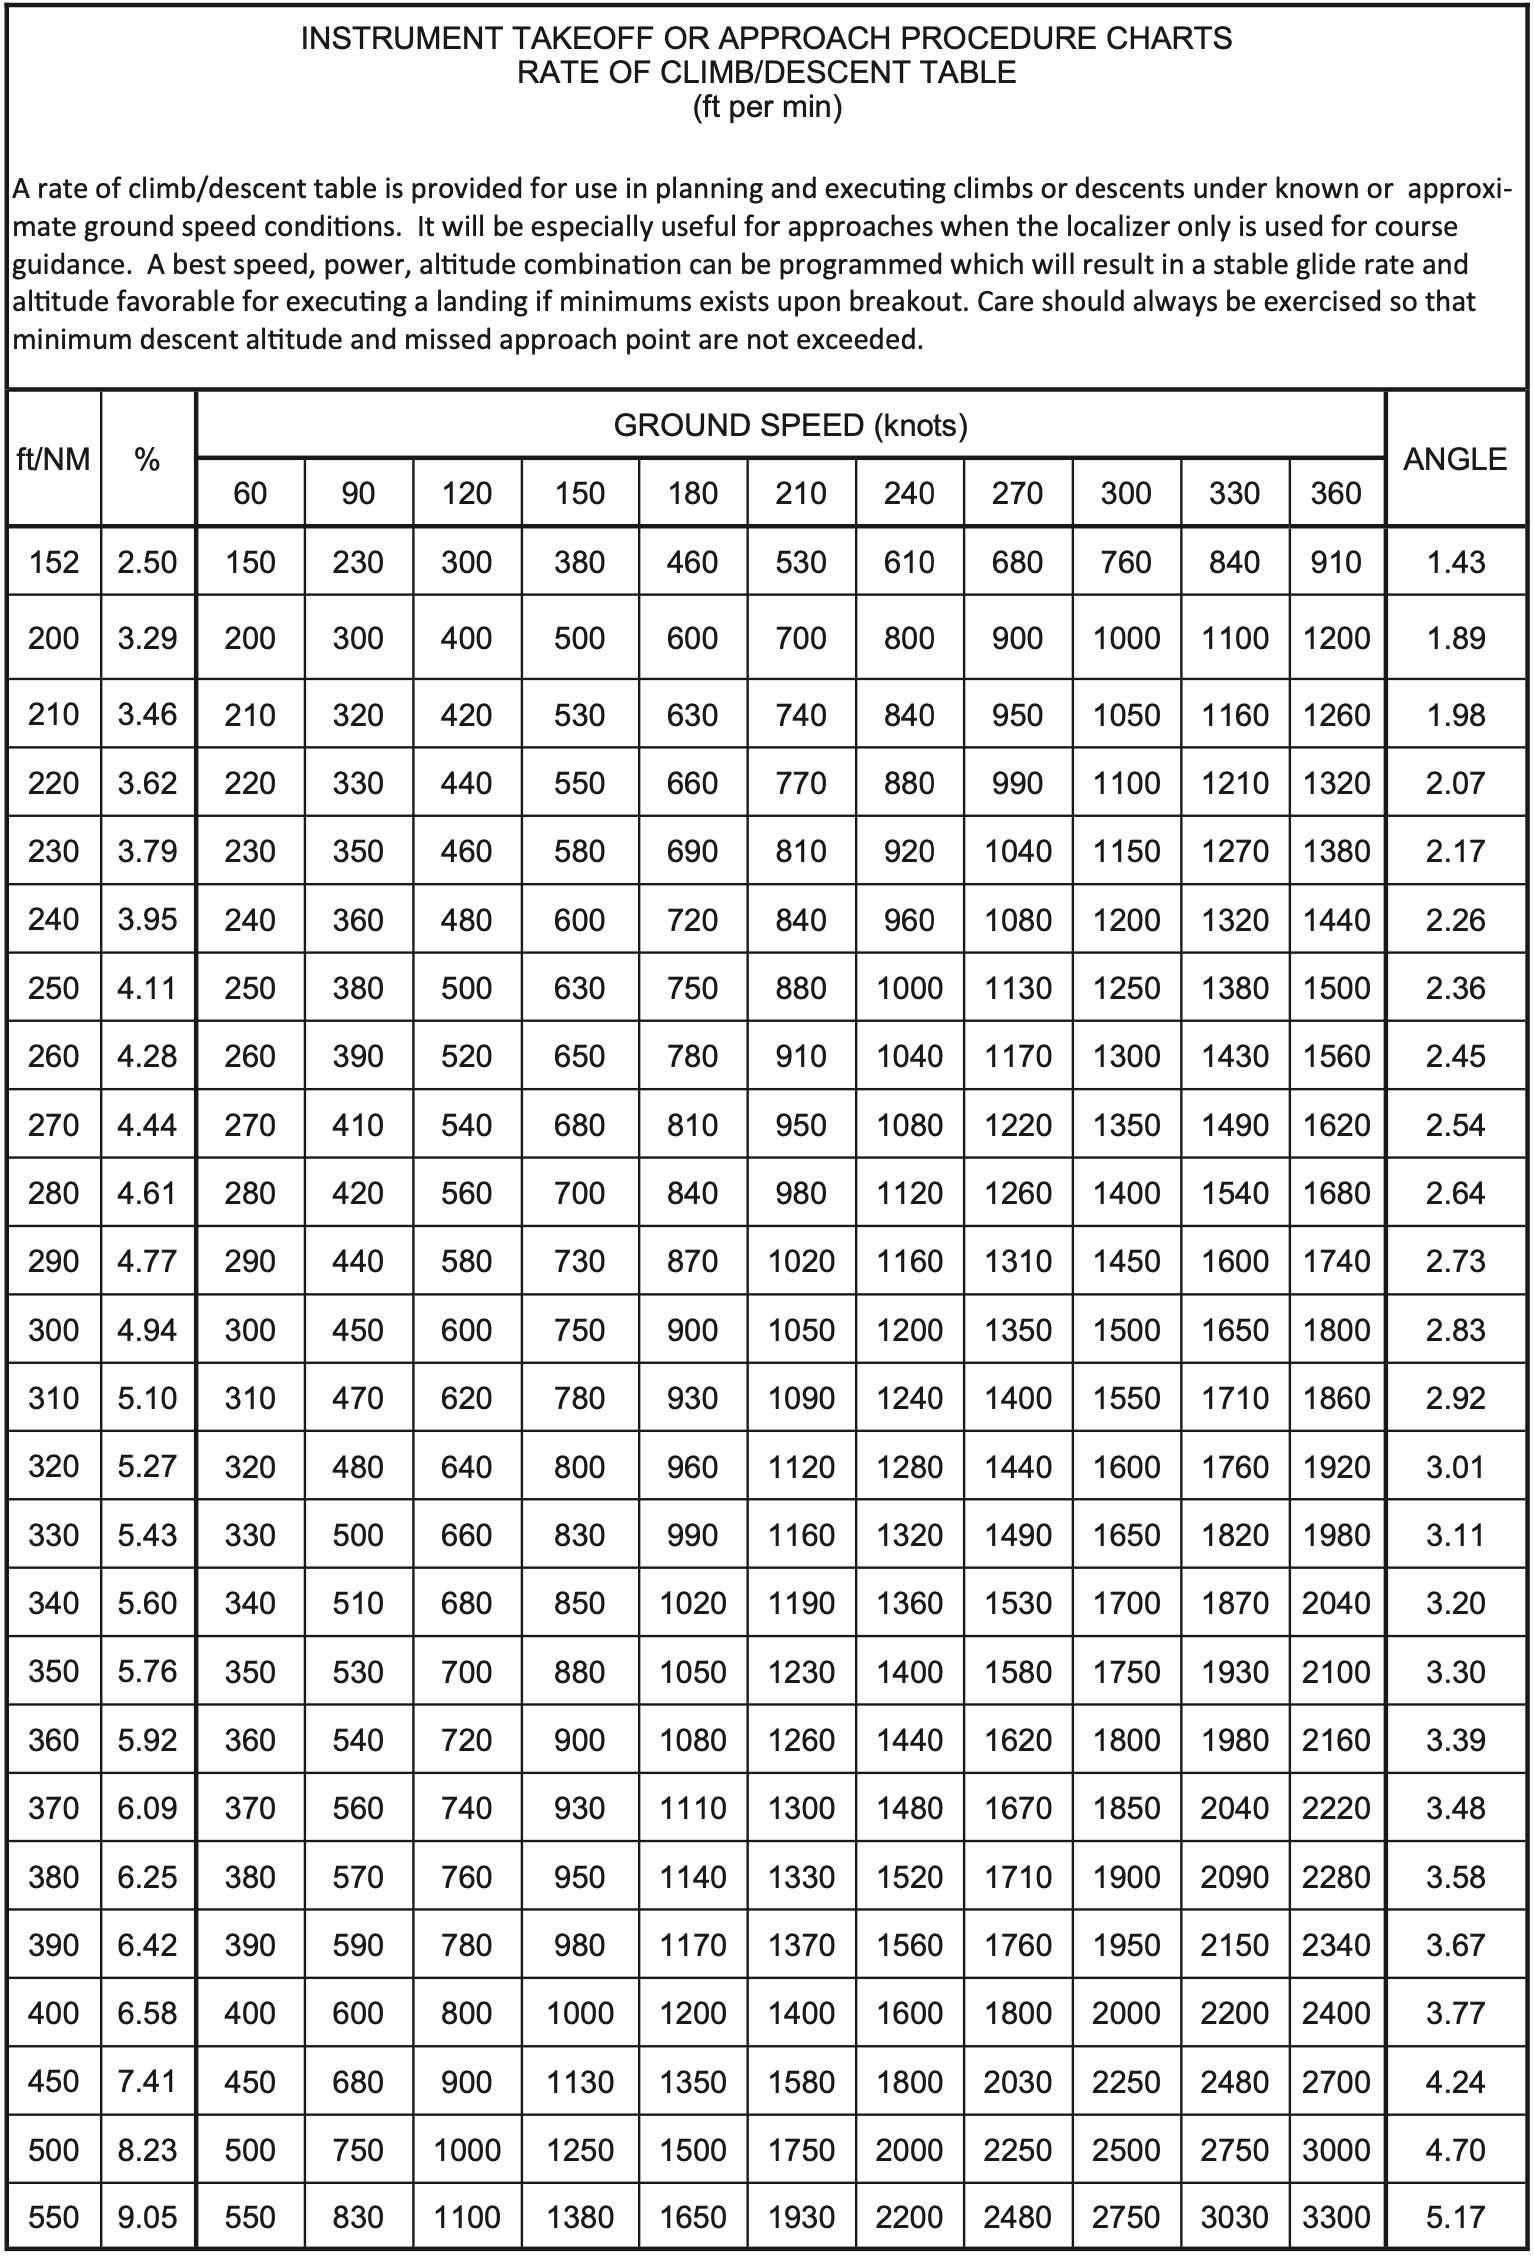 INSTRUMENT TAKEOFF OR APPROACH PROCEDURE CHARTS
RATE OF CLIMB/DESCENT TABLE
(ft per min)
A rate of climb/descent table is provided for use in planning and executing climbs or descents under known or approxi-
mate ground speed conditions. It will be especially useful for approaches when the localizer only is used for course
guidance. A best speed, power, altitude combination can be programmed which will result in a stable glide rate and
altitude favorable for executing a landing if minimums exists upon breakout. Care should always be exercised so that
minimum descent altitude and missed approach point are not exceeded.
ft/NM % GROUND SPEED (knots) ANGLE
60 90 120 150 180 210 240 270 300 330 360
152 2.50 150 230 300 380 460 530 610 680 760 840 910 1.43
200 3.29 200 300 400 500 600 700 800 900 1000 1100 1200 1.89
210 3.46 210 320 420 530 630 740 840 950 1050 1160 1260 1.98
220 3.62 220 330 440 550 660 770 880 990 1100 1210 1320 2.07
230 3.79 230 350 460 580 690 810 920 1040 1150 1270 1380 2.17
240 3.95 240 360 480 600 720 840 960 1080 1200 1320 1440 2.26
250 4.11 250 380 500 630 750 880 1000 1130 1250 1380 1500 2.36
260 4.28 260 390 520 650 780 910 1040 1170 1300 1430 1560 2.45
270 4.44 270 410 540 680 810 950 1080 1220 1350 1490 1620 2.54
280 4.61 280 420 560 700 840 980 1120 1260 1400 1540 1680 2.64
290 4.77 290 440 580 730 870 1020 1160 1310 1450 1600 1740 2.73
300 4.94 300 450 600 750 900 1050 1200 1350 1500 1650 1800 2.83
310 5.10 310 470 620 780 930 1090 1240 1400 1550 1710 1860 2.92
320 5.27 320 480 640 800 960 1120 1280 1440 1600 1760 1920 3.01
330 5.43 330 500 660 830 990 1160 1320 1490 1650 1820 1980 3.11
340 5.60 340 510 680 850 1020 1190 1360 1530 1700 1870 2040 3.20
350 5.76 350 530 700 880 1050 1230 1400 1580 1750 1930 2100 3.30
360 5.92 360 540 720 900 1080 1260 1440 1620 1800 1980 2160 3.39
370 6.09 370 560 740 930 1110 1300 1480 1670 1850 2040 2220 3.48
380 6.25 380 570 760 950 1140 1330 1520 1710 1900 2090 2280 3.58
390 6.42 390 590 780 980 1170 1370 1560 1760 1950 2150 2340 3.67
400 6.58 400 600 800 1000 1200 1400 1600 1800 2000 2200 2400 3.77
450 7.41 450 680 900 1130 1350 1580 1800 2030 2250 2480 2700 4.24
500 8.23 500 750 1000 1250 1500 1750 2000 2250 2500 2750 3000 4.70
550 9.05 550 830 1100 1380 1650 1930 2200 2480 2750 3030 3300 5.17